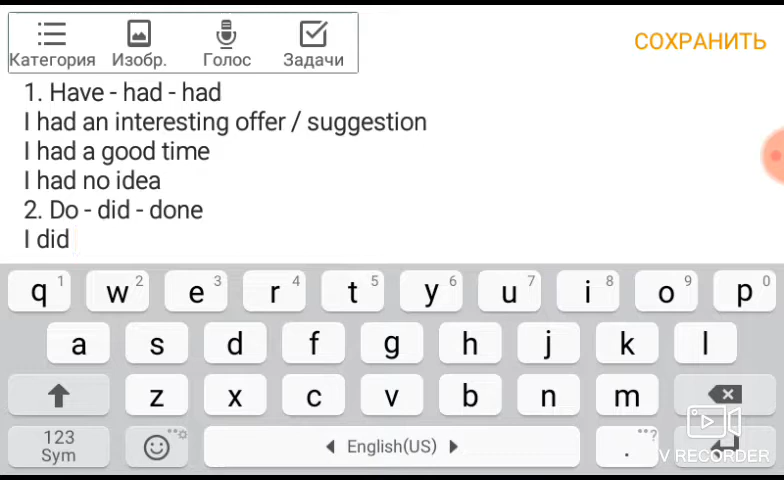 Категория Изобр. Голос Задачи
СОХРАНИТЬ
1. Have - had - had
I had an interesting offer / suggestion
I had a good time
I had no idea
2. Do - did - done
I did
q 1 w 2 e 3 r 4 t 5 y 6 u 7 i 8 o 9 p 0
a s d f g h j k l
z x c v b n m
123 Sym English(US) . ?
V RECORDER